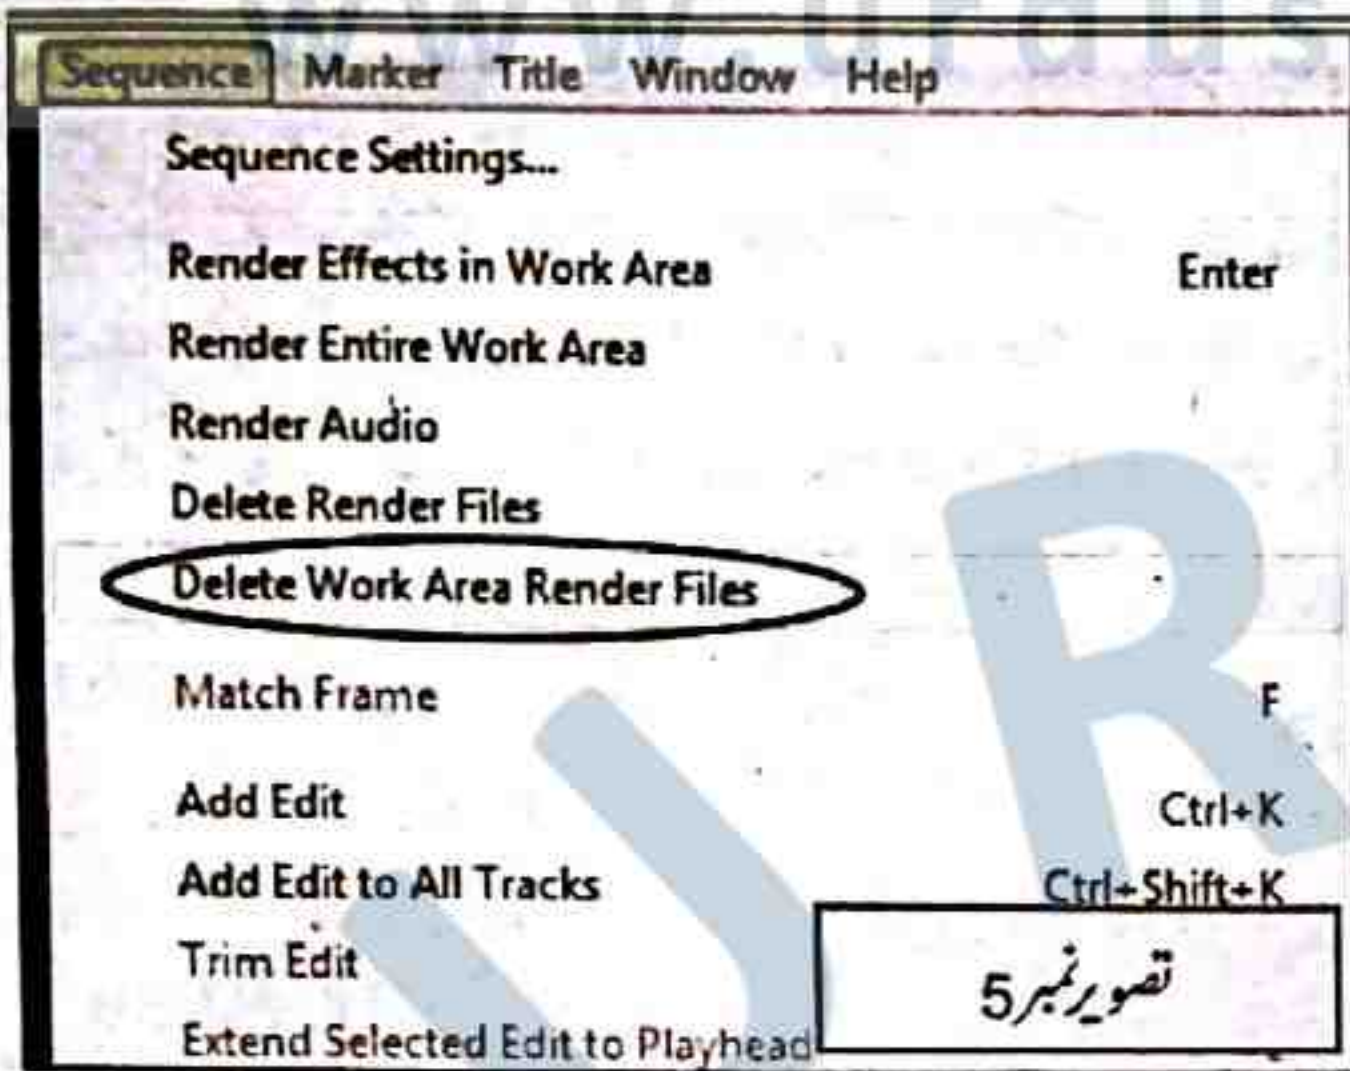 Sequence Marker Title Window Help
Sequence Settings...
Render Effects in Work Area Enter
Render Entire Work Area
Render Audio
Delete Render Files
Delete Work Area Render Files
Match Frame F
Add Edit Ctrl+K
Add Edit to All Tracks Ctrl+Shift+K
Trim Edit
Extend Selected Edit to Playhead
تصویر نمبر 5